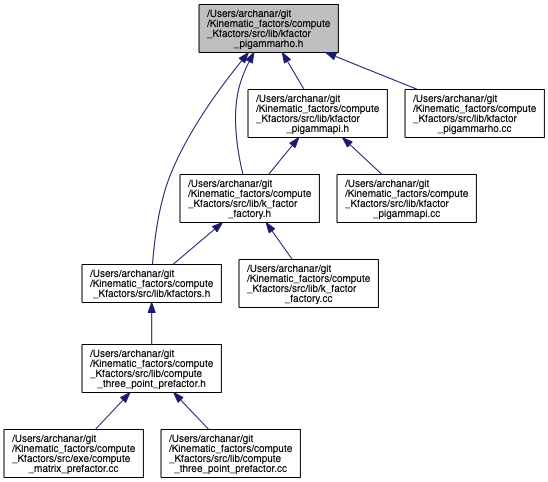 /Users/archanar/git
/Kinematic_factors/compute
_Kfactors/src/lib/kfactor
_pigammarho.h
/Users/archanar/git
/Kinematic_factors/compute
_Kfactors/src/lib/kfactor
_pigammapi.h
/Users/archanar/git
/Kinematic_factors/compute
_Kfactors/src/lib/kfactor
_pigammarho.cc
/Users/archanar/git
/Kinematic_factors/compute
_Kfactors/src/lib/k_factor
_factory.h
/Users/archanar/git
/Kinematic_factors/compute
_Kfactors/src/lib/kfactor
_pigammapi.cc
/Users/archanar/git
/Kinematic_factors/compute
_Kfactors/src/lib/kfactors.h
/Users/archanar/git
/Kinematic_factors/compute
_Kfactors/src/lib/k_factor
_factory.cc
/Users/archanar/git
/Kinematic_factors/compute
_Kfactors/src/lib/compute
_three_point_prefactor.h
/Users/archanar/git
/Kinematic_factors/compute
_Kfactors/src/exe/compute
_matrix_prefactor.cc
/Users/archanar/git
/Kinematic_factors/compute
_Kfactors/src/lib/compute
_three_point_prefactor.cc